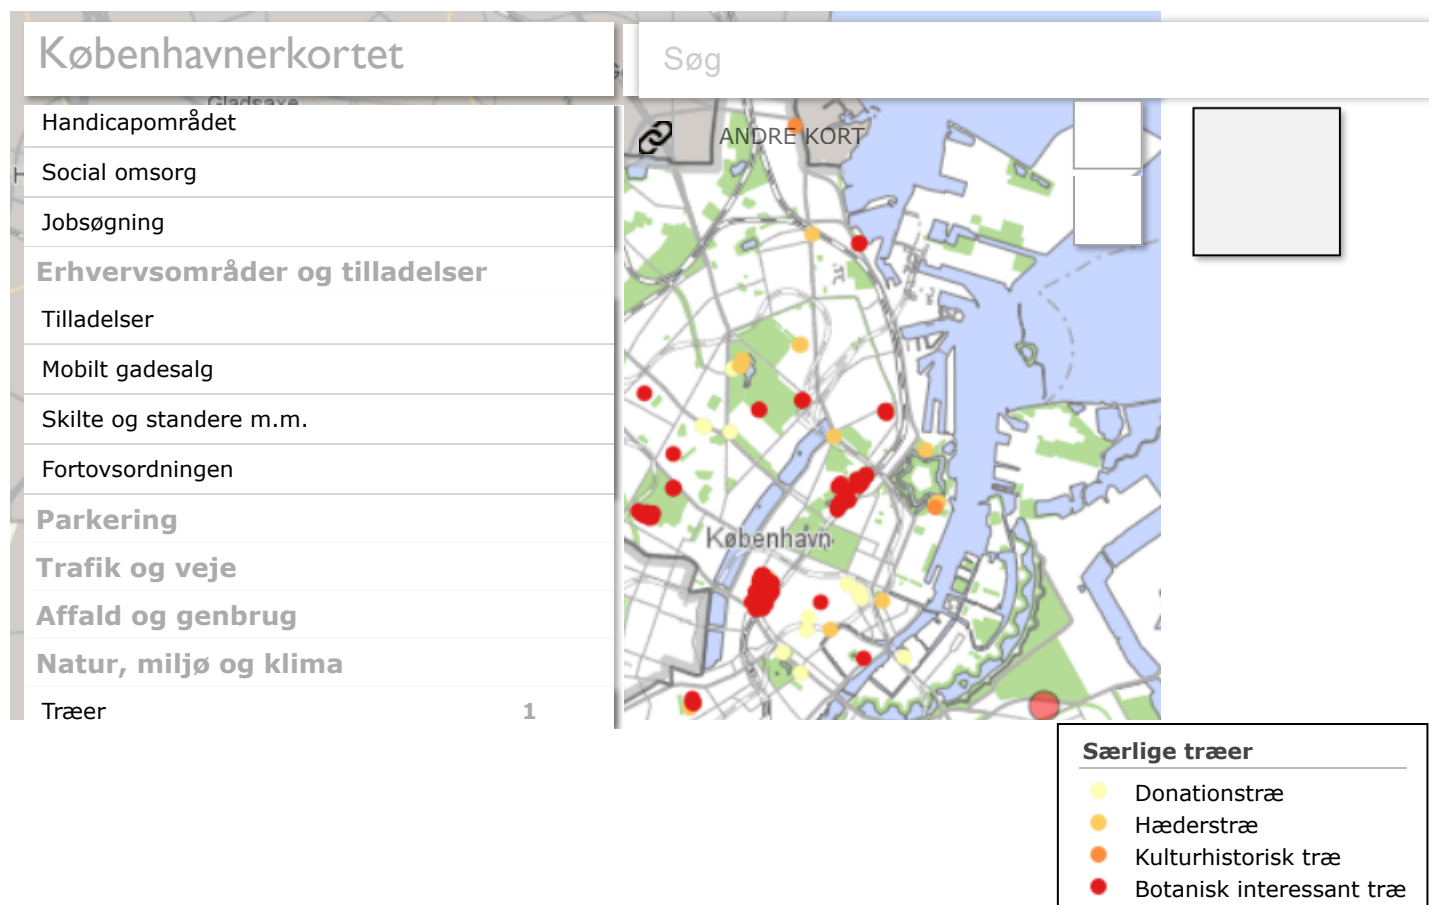 Københavnerkortet
Søg
Gladsaxe
Handicapområdet
ANDRE KORT
Social omsorg
Jobsøgning
Erhvervsområder og tilladelser
Tilladelser
Mobilt gadesalg
Skilte og standere m.m.
Fortovsordningen
Parkering
København
Trafik og veje
Affald og genbrug
Natur, miljø og klima
Træer 1
Særlige træer
Donationstræ
Hæderstræ
Kulturhistorisk træ
Botanisk interessant træ